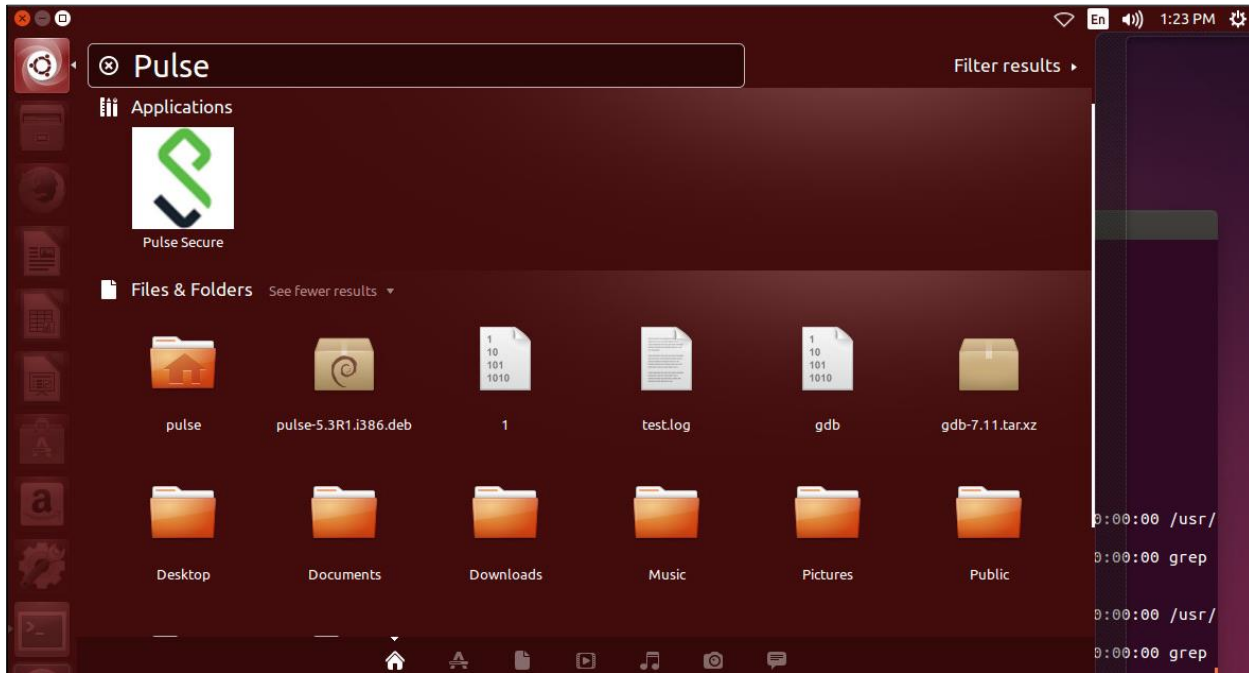 En 1:23 PM
Pulse
Filter results
Applications
Pulse Secure
Files & Folders See fewer results
1
10
101
1010
1
10
101
1010
pulse pulse-5.3R1.i386.deb 1 test.log gdb gdb-7.11.tar.xz
Desktop Documents Downloads Music Pictures Public
0:00:00 /usr/
0:00:00 grep
0:00:00 /usr/
0:00:00 grep